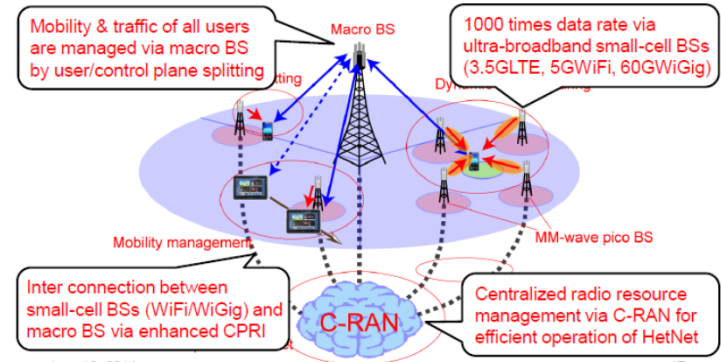 Mobility & traffic of all users
are managed via macro BS
by user/control plane splitting
Macro BS
1000 times data rate via
ultra-broadband small-cell BSs
(3.5GLTE, 5GWiFi, 60GWiGig)
Mobility management
MM-wave pico BS
Inter connection between
small-cell BSs (WiFi/WiGig) and
macro BS via enhanced CPRI
C-RAN
Centralized radio resource
management via C-RAN for
efficient operation of HetNet